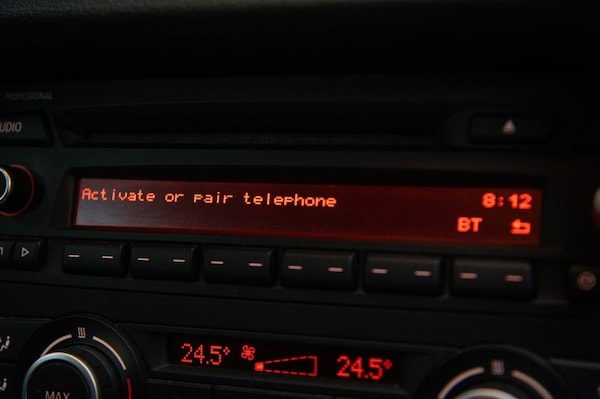 PROFESSIONAL
AUDIO
Activate or pair telephone 8:12
BT
24.5° 24.5°
MAX